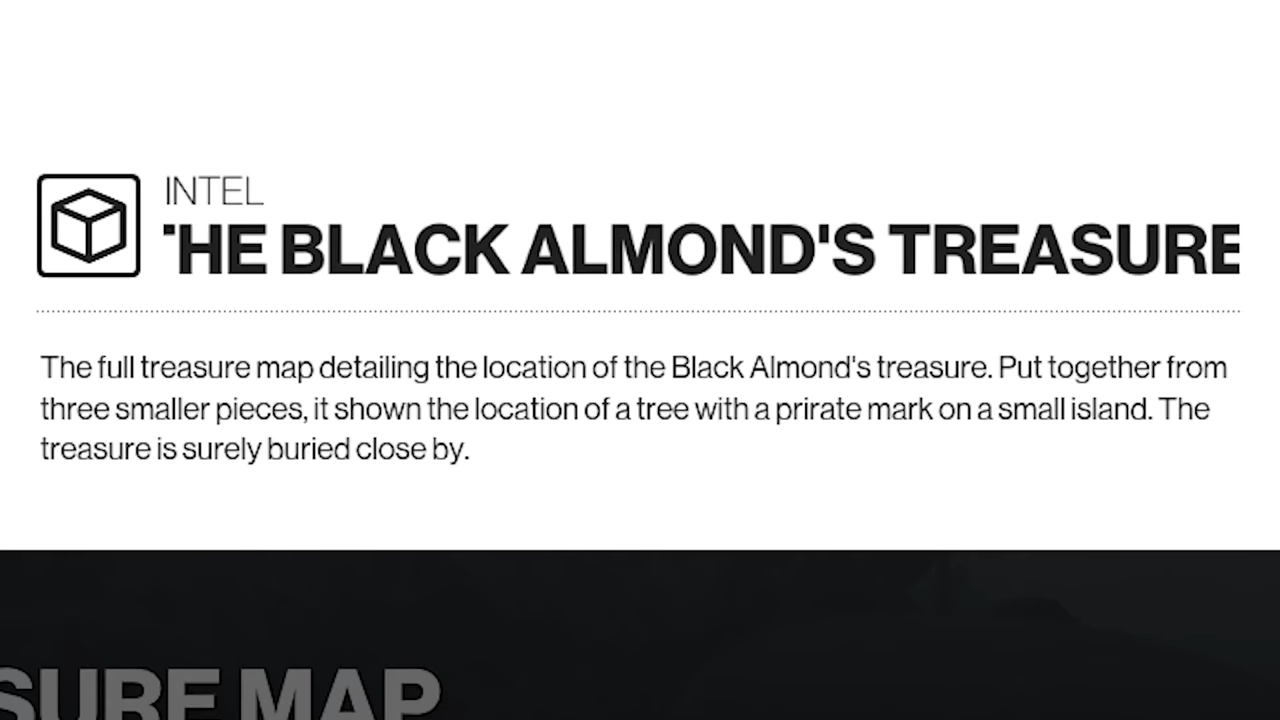 INTEL
THE BLACK ALMOND'S TREASURE
The full treasure map detailing the location of the Black Almond's treasure. Put together from
three smaller pieces, it shown the location of a tree with a prirate mark on a small island. The
treasure is surely buried close by.
SURE MAP